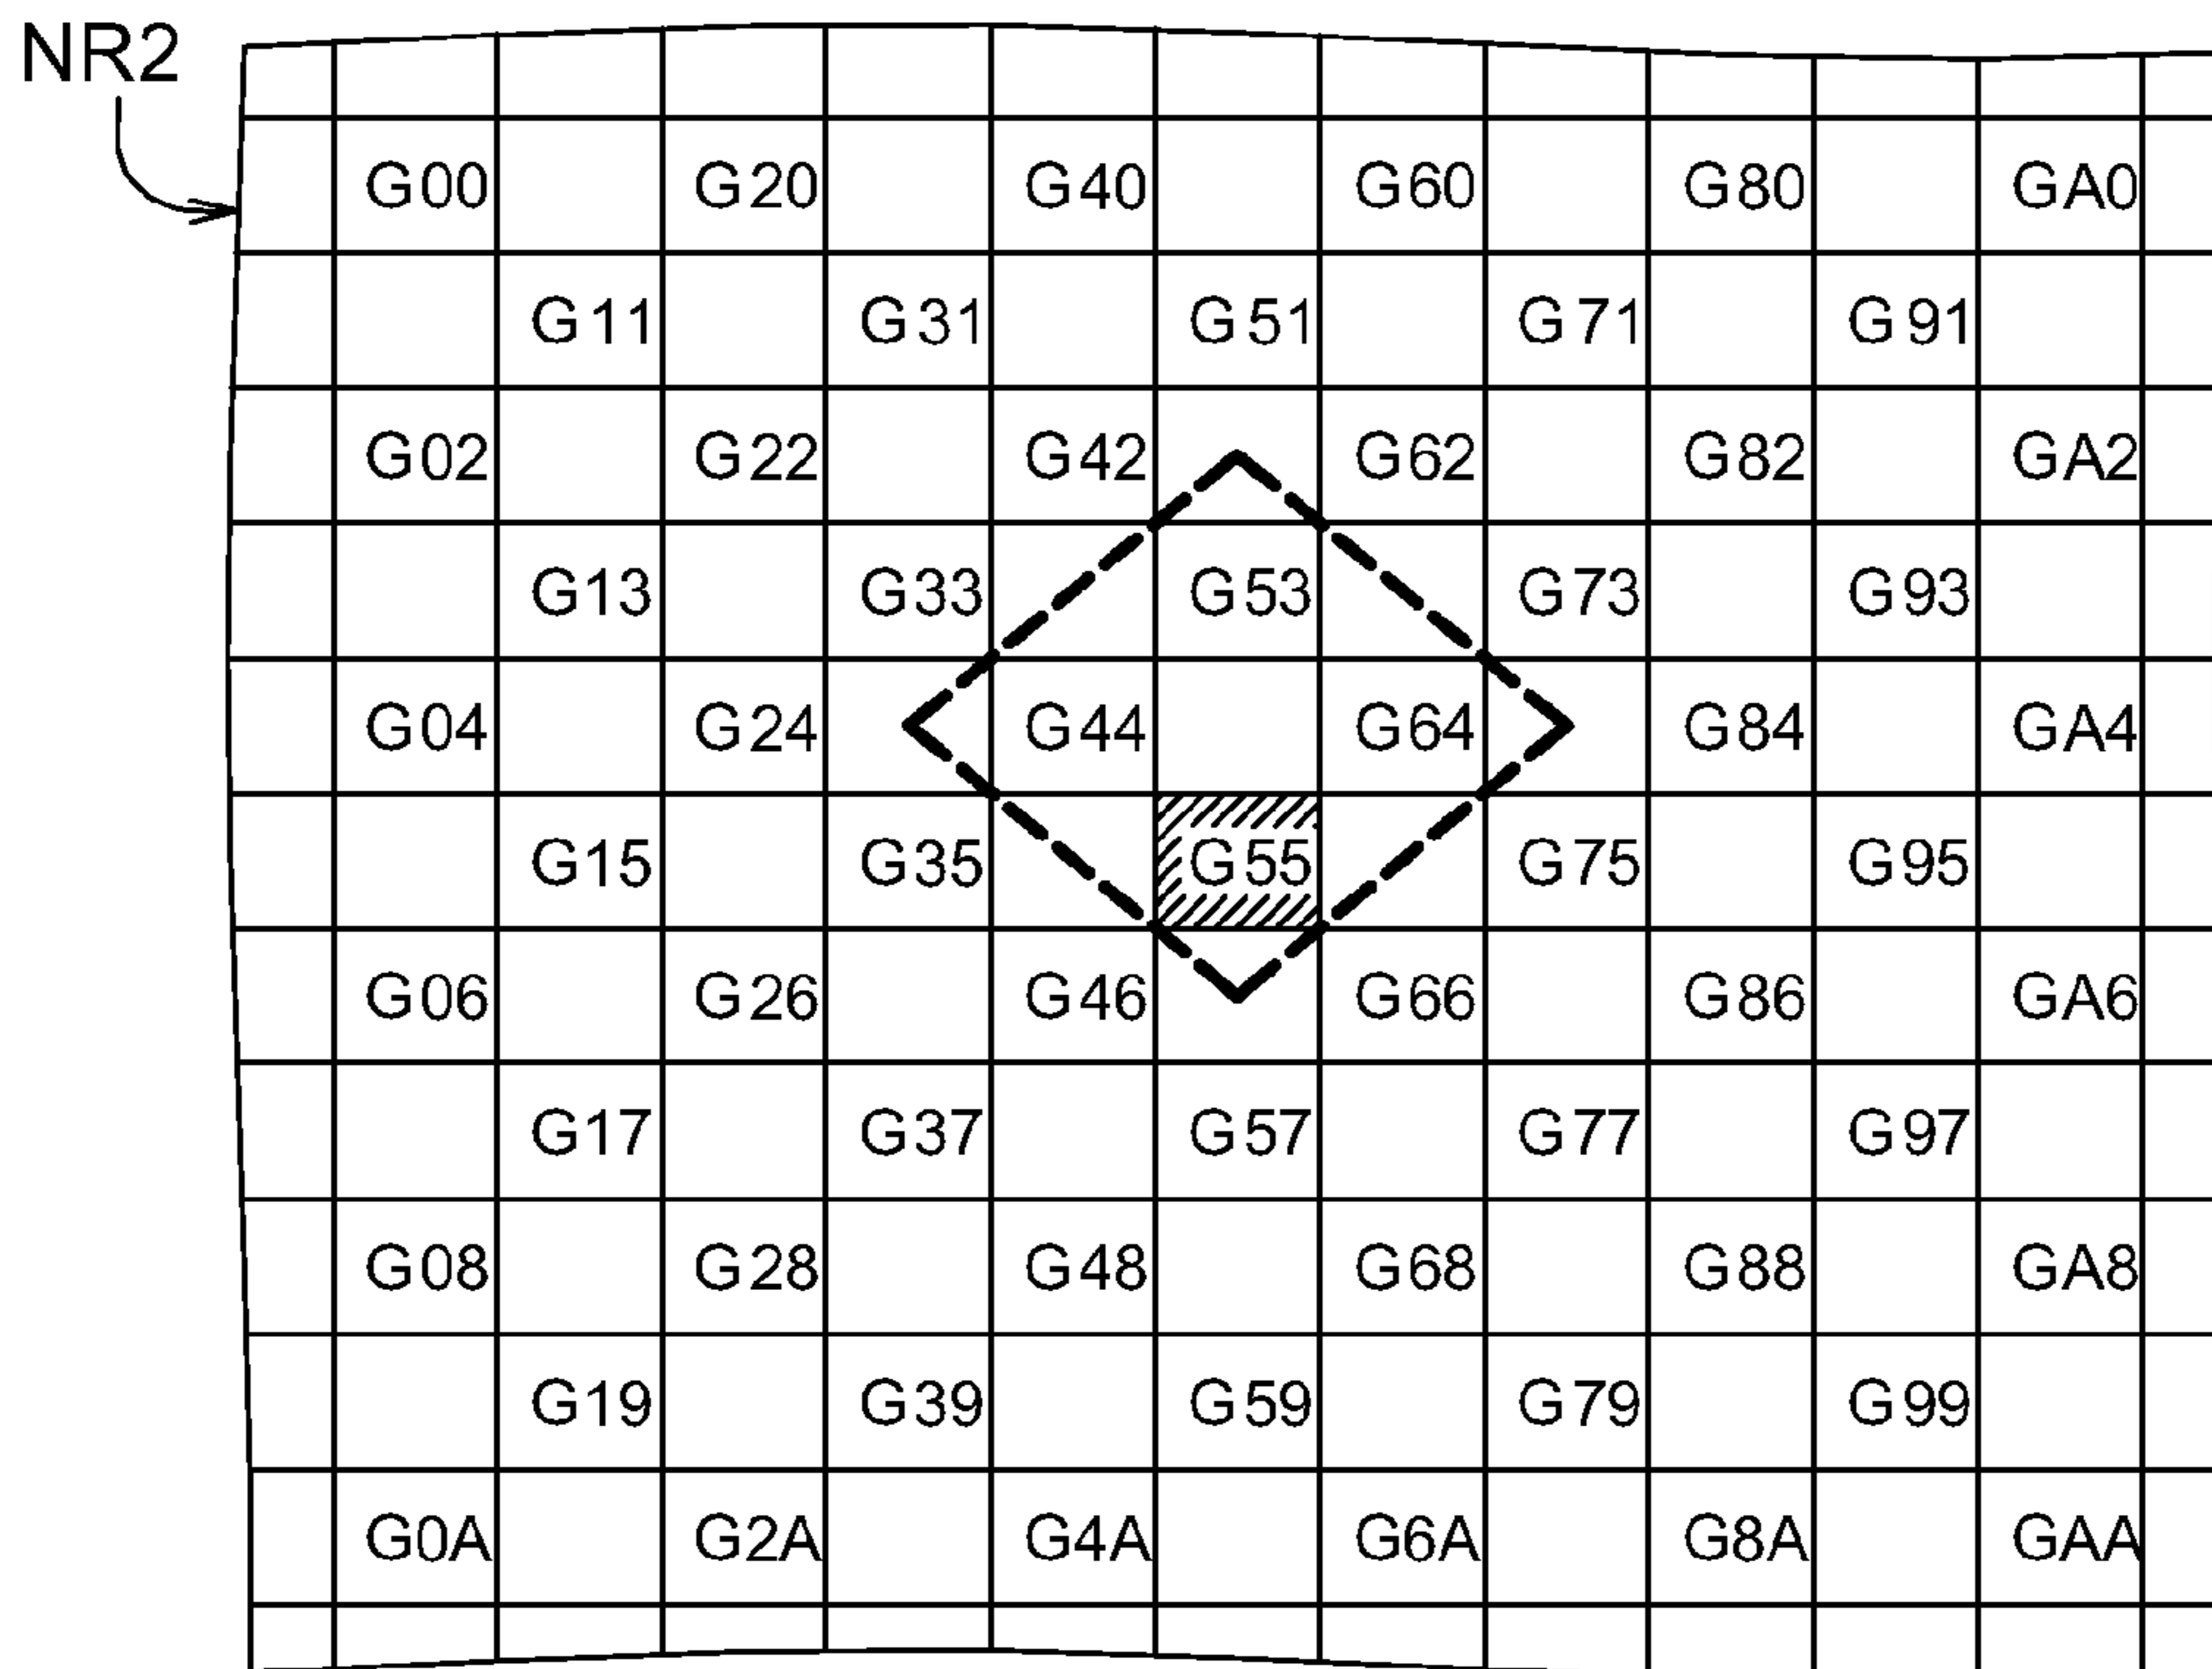 NR2
G00 G20 G40 G60 G80 GA0
G11 G31 G51 G71 G91
G02 G22 G42 G62 G82 GA2
G13 G33 G53 G73 G93
G04 G24 G44 G64 G84 GA4
G15 G35 G55 G75 G95
G06 G26 G46 G66 G86 GA6
G17 G37 G57 G77 G97
G08 G28 G48 G68 G88 GA8
G19 G39 G59 G79 G99
G0A G2A G4A G6A G8A GAA